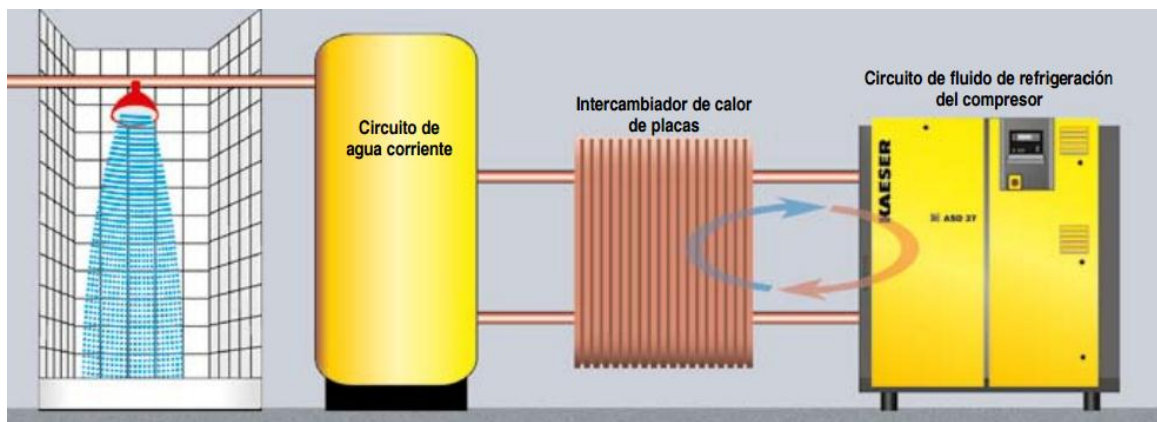 Circuito de
agua corriente
Intercambiador de calor
de placas
Circuito de fluido de refrigeración
del compresor
KAESER
ASD 37